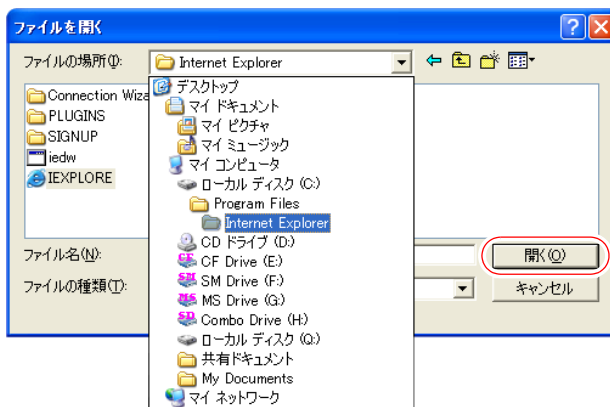 ファイルを開く
ファイルの場所(I):
Internet Explorer
デスクトップ
マイ ドキュメント
マイ ピクチャ
マイ ミュージック
マイ コンピュータ
ローカル ディスク (C:)
Program Files
Internet Explorer
CD ドライブ (D:)
CF Drive (E:)
SM Drive (F:)
MS Drive (G:)
Combo Drive (H:)
ローカル ディスク (Q:)
共有ドキュメント
My Documents
マイ ネットワーク
Connection Wiza
PLUGINS
SIGNUP
iedw
IEXPLORE
ファイル名(N):
開く(O)
ファイルの種類(T):
キャンセル